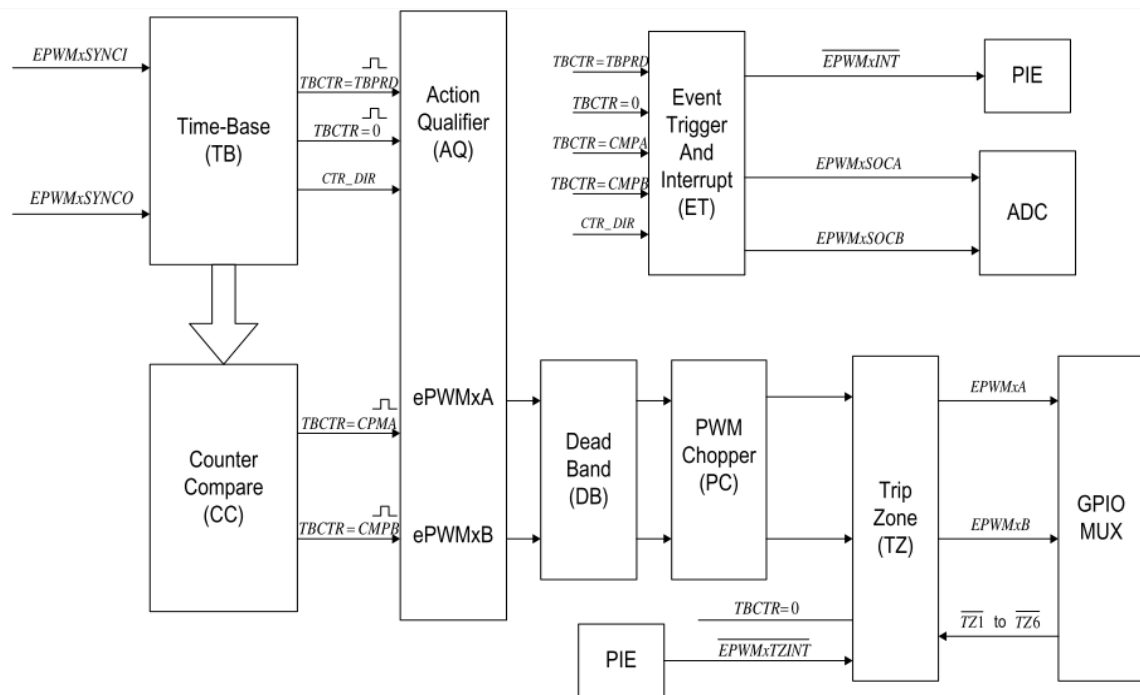 EPWMxSYNCI
EPWMxSYNCO
Time-Base
(TB)
TBCTR=TBPRD
TBCTR=0
CTR_DIR
Action
Qualifier
(AQ)
ePWMxA
ePWMxB
Counter
Compare
(CC)
TBCTR=CPMA
TBCTR=CMPB
TBCTR=TBPRD
TBCTR=0
TBCTR=CMPA
TBCTR=CMPB
CTR_DIR
Event
Trigger
And
Interrupt
(ET)
EPWMxINT
EPWMxSOCA
EPWMxSOCB
PIE
ADC
Dead
Band
(DB)
PWM
Chopper
(PC)
Trip
Zone
(TZ)
EPWMxA
EPWMxB
TZ1 to TZ6
GPIO
MUX
TBCTR=0
EPWMxTZINT
PIE